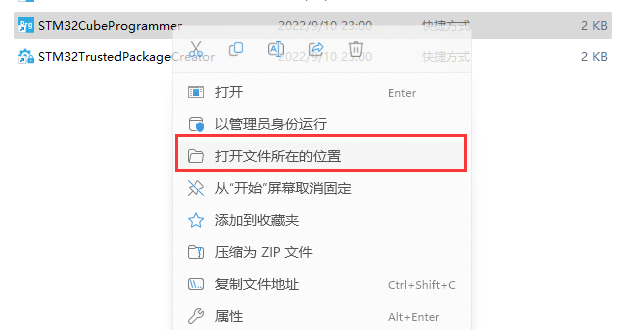 STM32CubeProgrammer 2022/9/10 23:00 快捷方式 2 KB
STM32TrustedPackageCreator 2022/9/10 23:00 快捷方式 2 KB
打开 Enter
以管理员身份运行
打开文件所在的位置
从“开始”屏幕取消固定
添加到收藏夹
压缩为 ZIP 文件
复制文件地址 Ctrl+Shift+C
属性 Alt+Enter